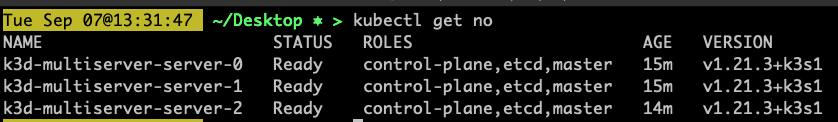 Tue Sep 07@13:31:47 ~/Desktop * > kubectl get no
NAME STATUS ROLES AGE VERSION
k3d-multiserver-server-0 Ready control-plane,etcd,master 15m v1.21.3+k3s1
k3d-multiserver-server-1 Ready control-plane,etcd,master 15m v1.21.3+k3s1
k3d-multiserver-server-2 Ready control-plane,etcd,master 14m v1.21.3+k3s1